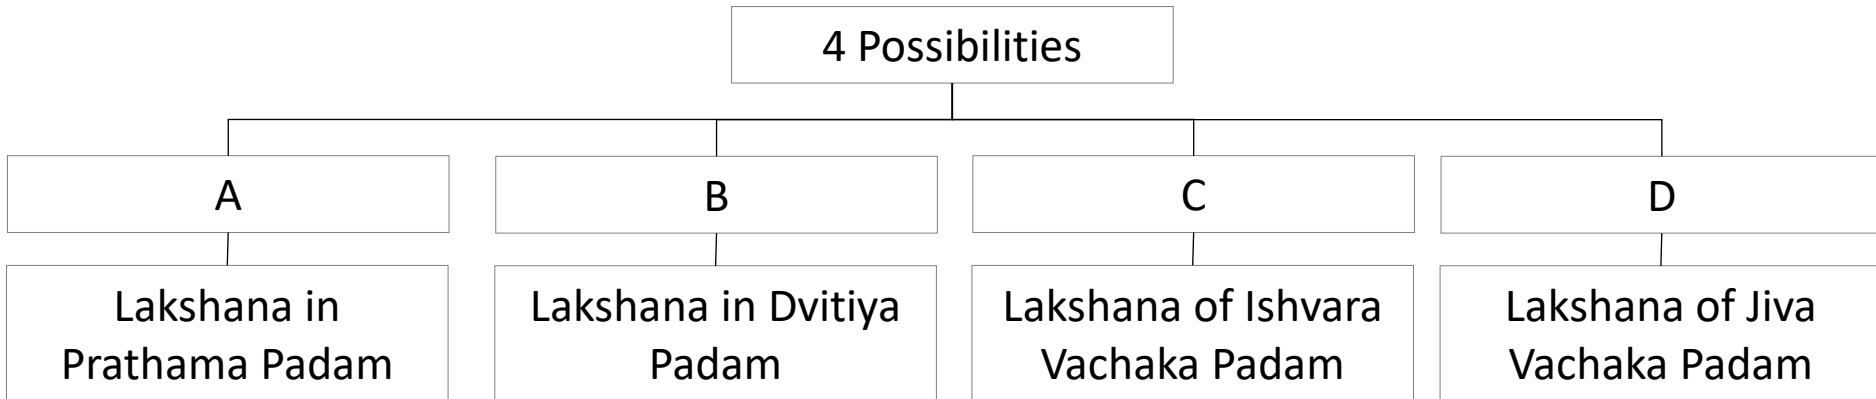 4 Possibilities
A
B
C
D
Lakshana in
Prathama Padam
Lakshana in Dvitiya
Padam
Lakshana of Ishvara
Vachaka Padam
Lakshana of Jiva
Vachaka Padam